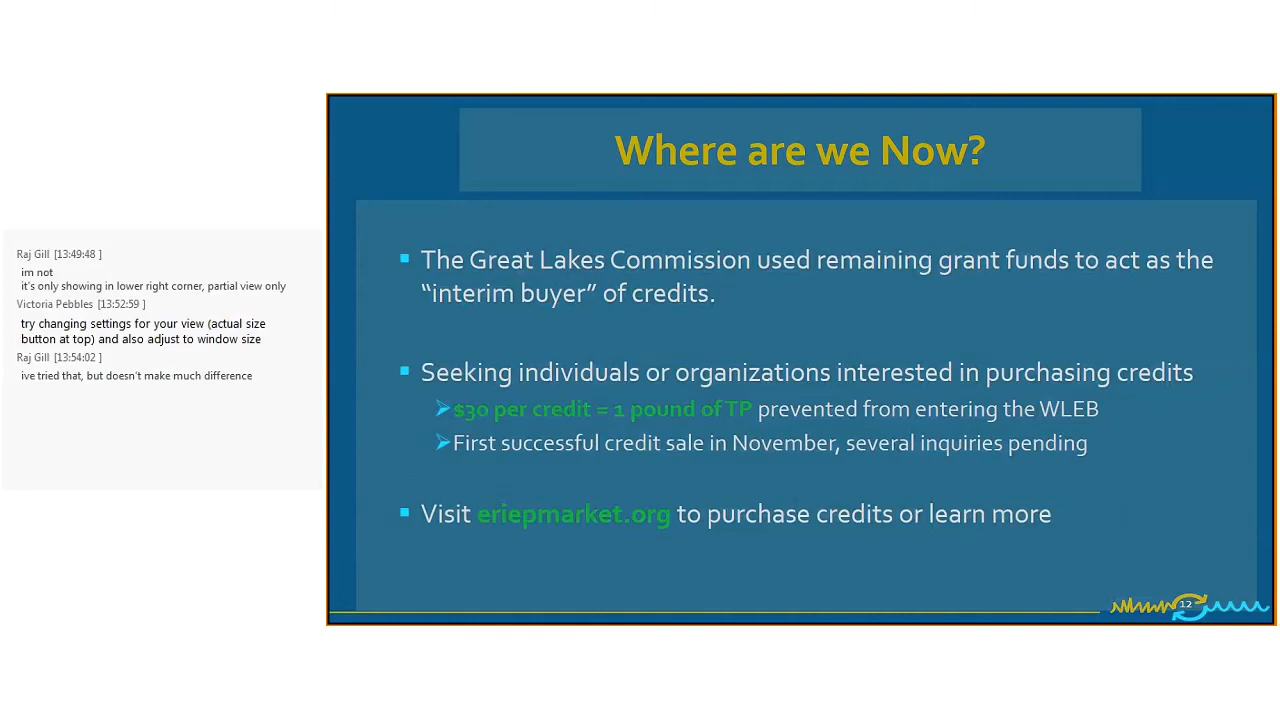 Raj Gill [13:49:48 ]
im not
it's only showing in lower right corner, partial view only
Victoria Pebbles [13:52:59 ]
try changing settings for your view (actual size
button at top) and also adjust to window size
Raj Gill [13:54:02 ]
ive tried that, but doesn't make much difference
Where are we Now?
▪ The Great Lakes Commission used remaining grant funds to act as the
“interim buyer” of credits.
▪ Seeking individuals or organizations interested in purchasing credits
➢$30 per credit = 1 pound of TP prevented from entering the WLEB
➢First successful credit sale in November, several inquiries pending
▪ Visit eriepmarket.org to purchase credits or learn more
12